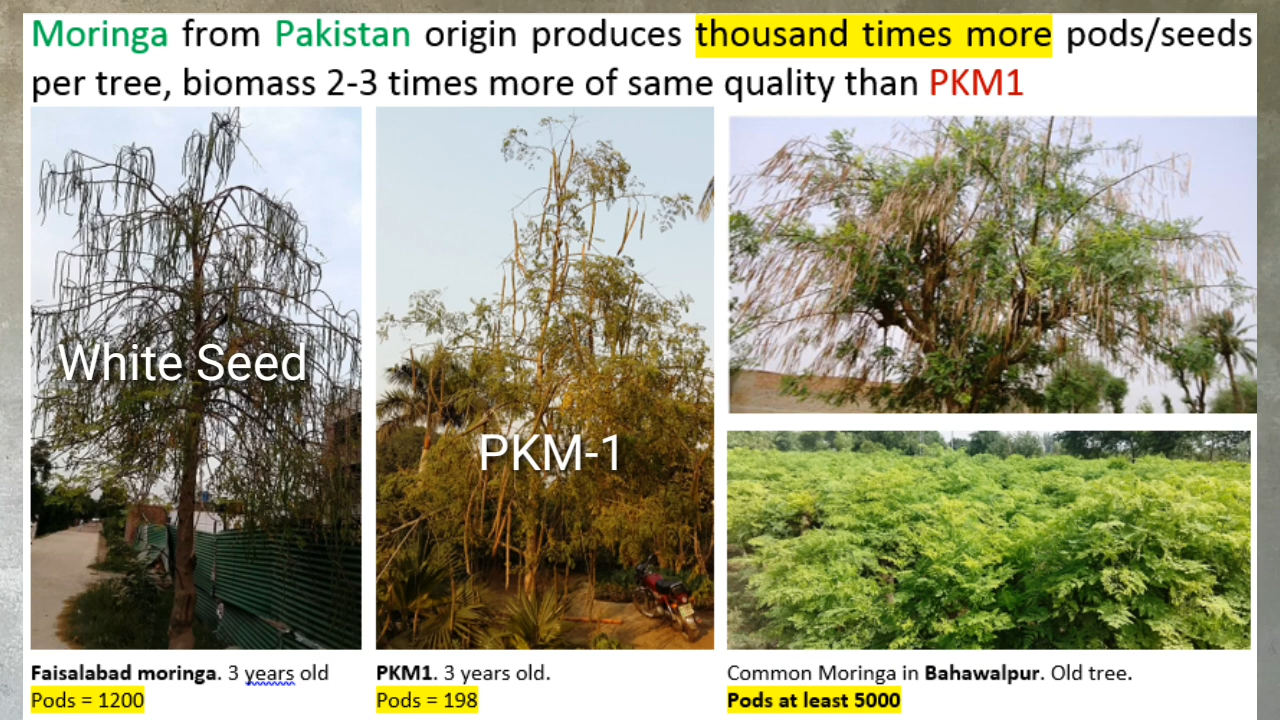 Moringa from Pakistan origin produces thousand times more pods/seeds
per tree, biomass 2-3 times more of same quality than PKM1
White Seed
PKM-1
Faisalabad moringa. 3 years old
Pods = 1200
PKM1. 3 years old.
Pods = 198
Common Moringa in Bahawalpur. Old tree.
Pods at least 5000